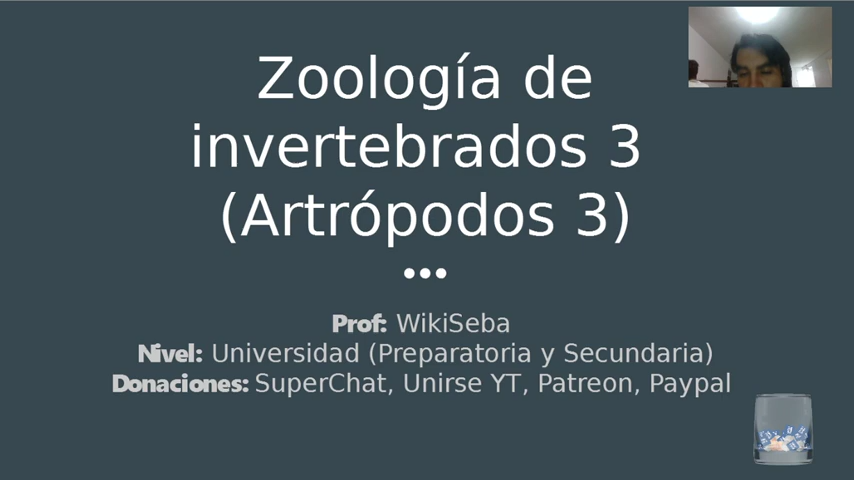 Zoología de
invertebrados 3
(Artrópodos 3)
Prof: WikiSeba
Nivel: Universidad (Preparatoria y Secundaria)
Donaciones: SuperChat, Unirse YT, Patreon, Paypal